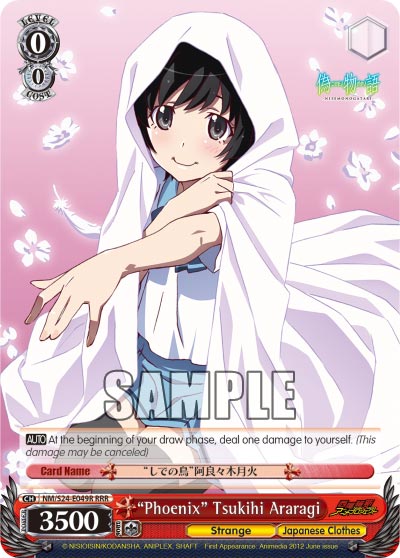 LEVEL
0
0
COST
偽物語
NISEMONOGATARI
SAMPLE
AUTO At the beginning of your draw phase, deal one damage to yourself. (This
damage may be canceled)
Card Name
“しでの鳥”阿良々木月火
CH NM/S24-E049R RRR
“Phoenix” Tsukihi Araragi
POWER
3500
SOUL
Strange
Japanese Clothes
© NISIOISIN/KODANSHA, ANIPLEX, SHAFT First Appearance: Animedia 2012 June issue